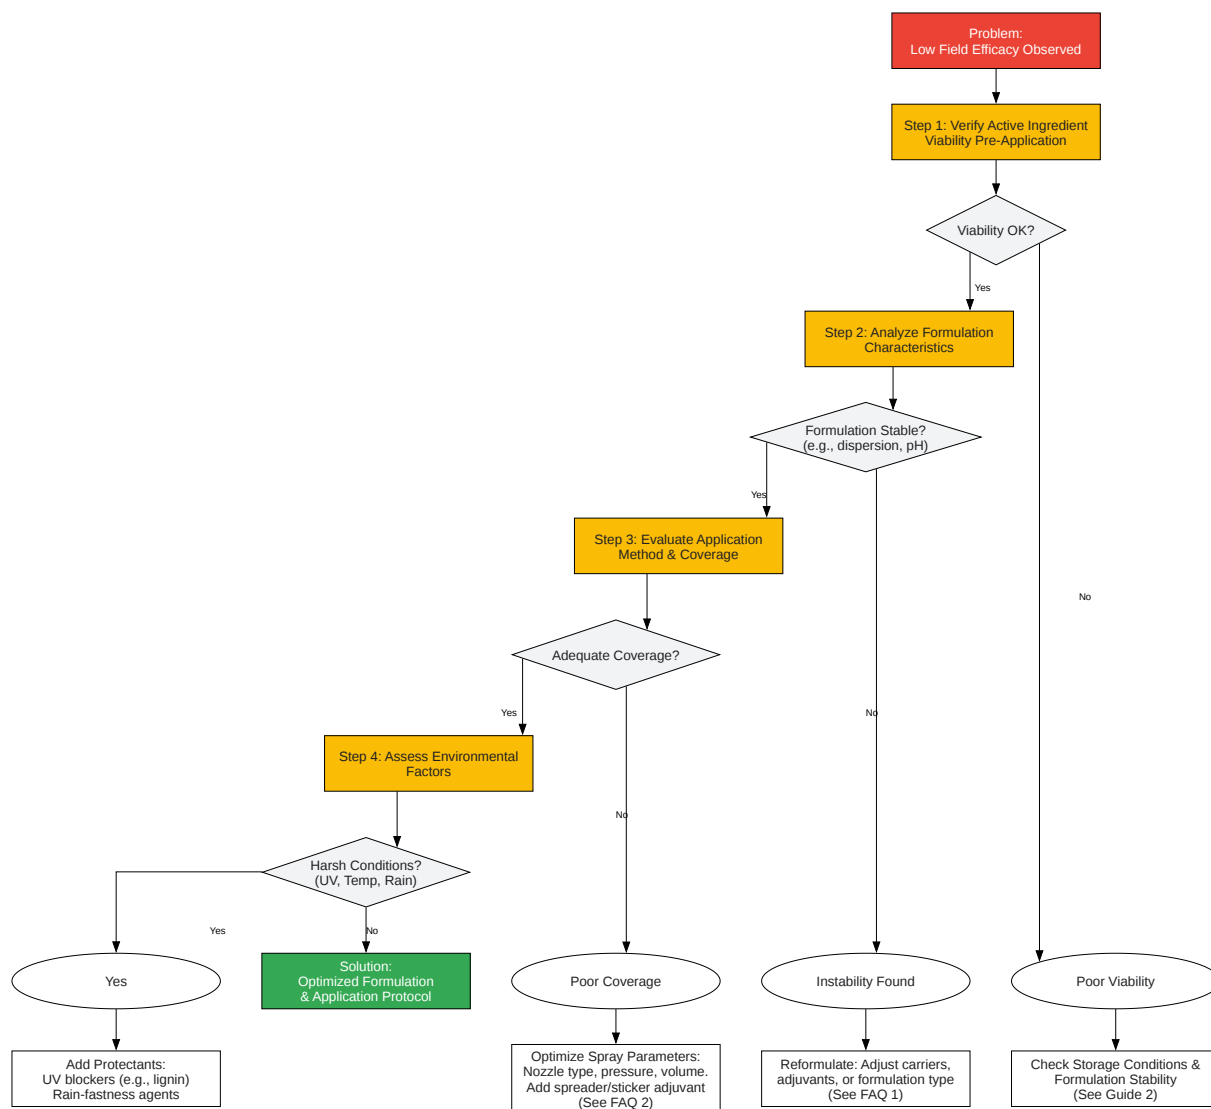 Problem:
Low Field Efficacy Observed
Step 1: Verify Active Ingredient
Viability Pre-Application
Viability OK?
Yes
No
Step 2: Analyze Formulation
Characteristics
Formulation Stable?
(e.g., dispersion, pH)
Yes
No
Step 3: Evaluate Application
Method & Coverage
Adequate Coverage?
Yes
No
Step 4: Assess Environmental
Factors
Harsh Conditions?
(UV, Temp, Rain)
Yes
No
Yes
Solution:
Optimized Formulation
& Application Protocol
Poor Coverage
Instability Found
Poor Viability
Add Protectants:
UV blockers (e.g., lignin)
Rain-fastness agents
Optimize Spray Parameters:
Nozzle type, pressure, volume.
Add spreader/sticker adjuvant
(See FAQ 2)
Reformulate: Adjust carriers,
adjuvants, or formulation type
(See FAQ 1)
Check Storage Conditions &
Formulation Stability
(See Guide 2)